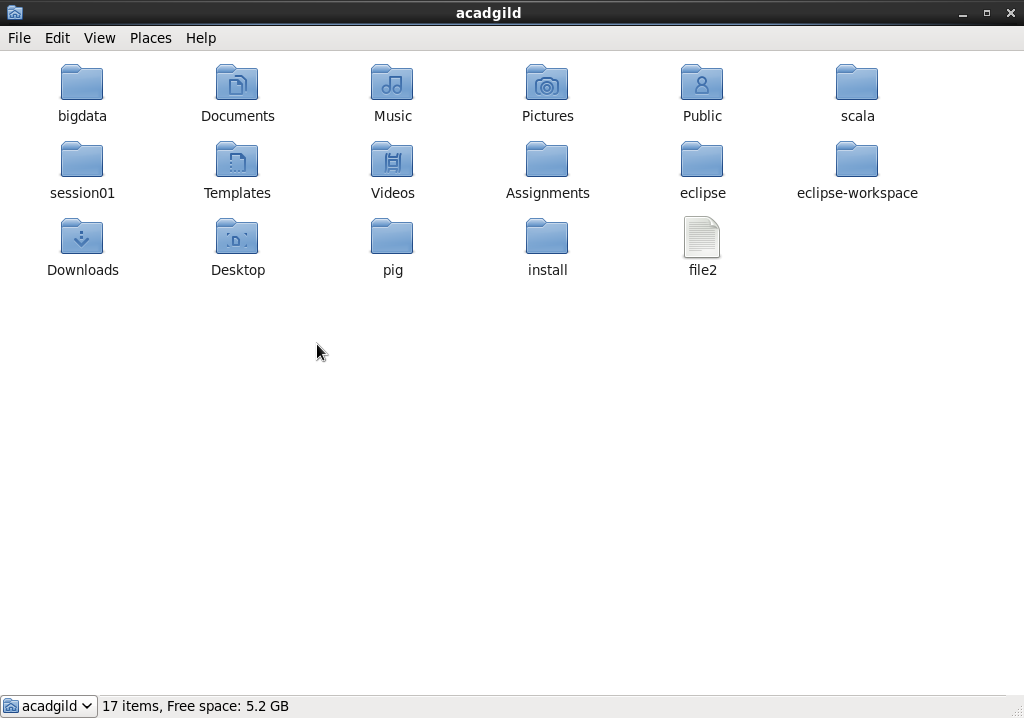 acadgild
File Edit View Places Help
bigdata Documents Music Pictures Public scala
session01 Templates Videos Assignments eclipse eclipse-workspace
Downloads Desktop pig install file2
acadgild 17 items, Free space: 5.2 GB